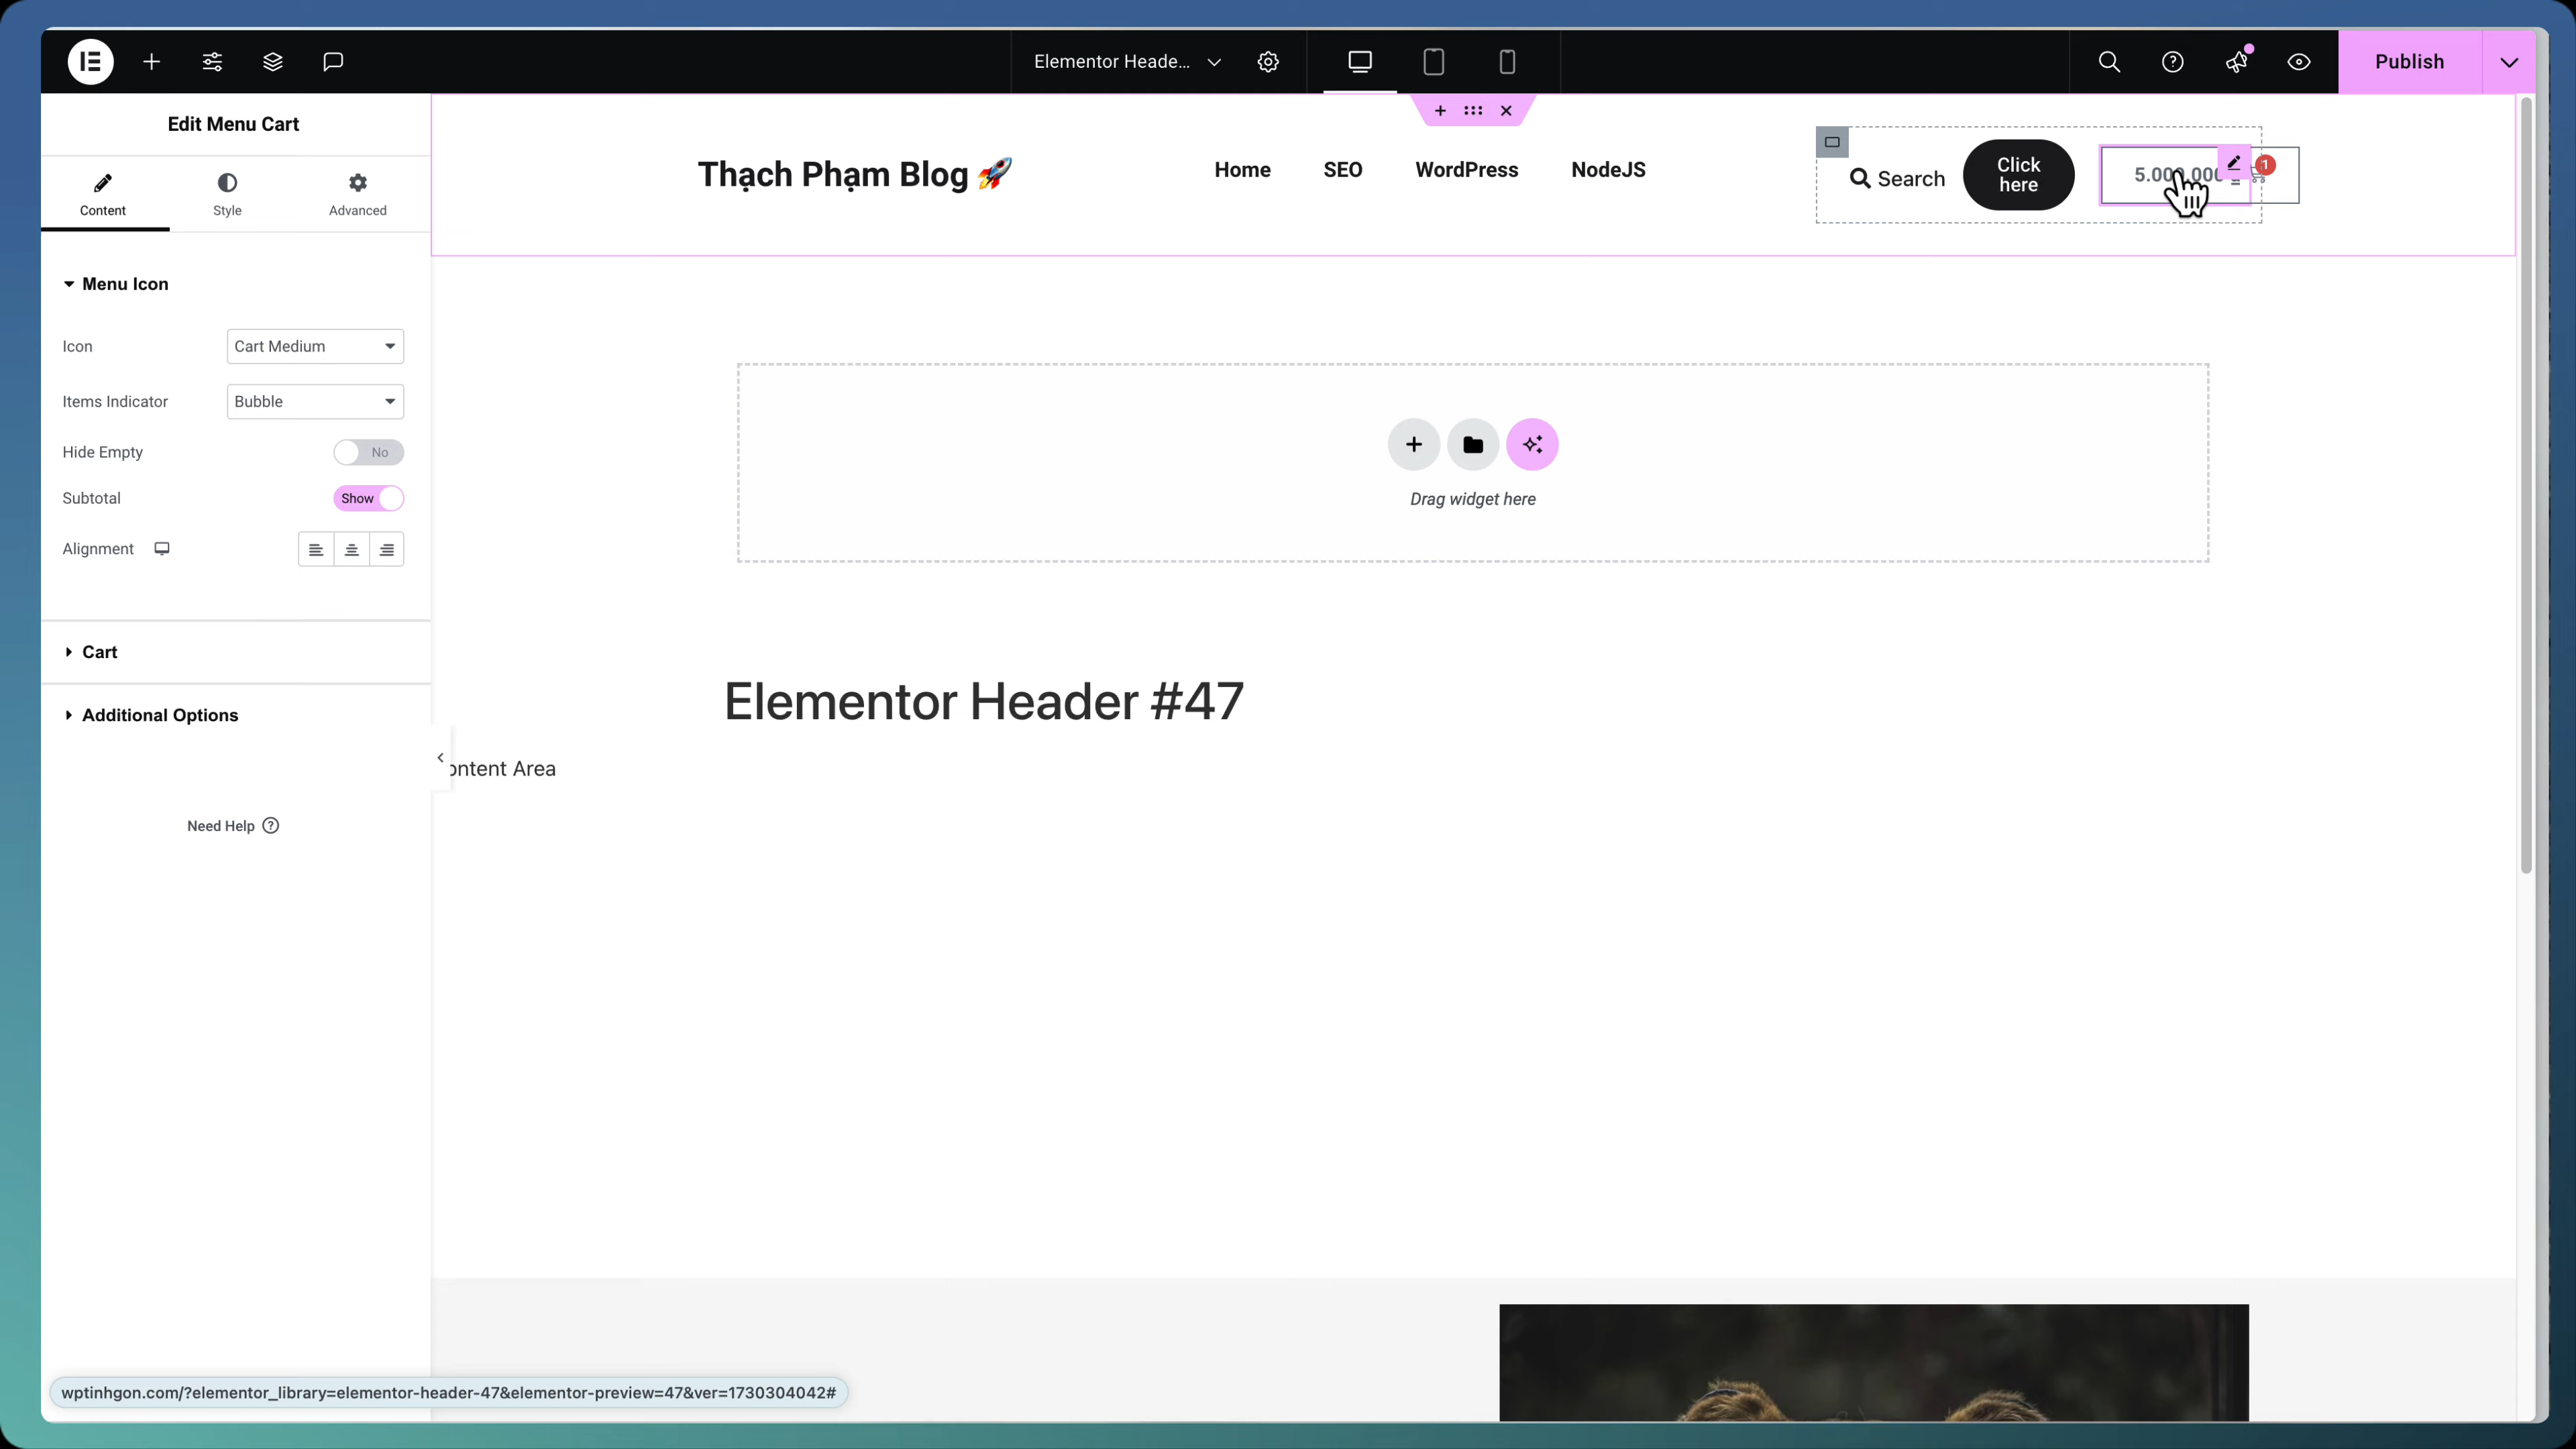 Elementor Heade...
Publish
Edit Menu Cart
Content
Style
Advanced
Menu Icon
Icon
Cart Medium
Items Indicator
Bubble
Hide Empty
No
Subtotal
Show
Alignment
Cart
Additional Options
Need Help
Thạch Phạm Blog 🚀
Home
SEO
WordPress
NodeJS
Search
Click
here
1
Drag widget here
Elementor Header #47
ontent Area
wptinhgon.com/?elementor_library=elementor-header-47&elementor-preview=47&ver=1730304042#